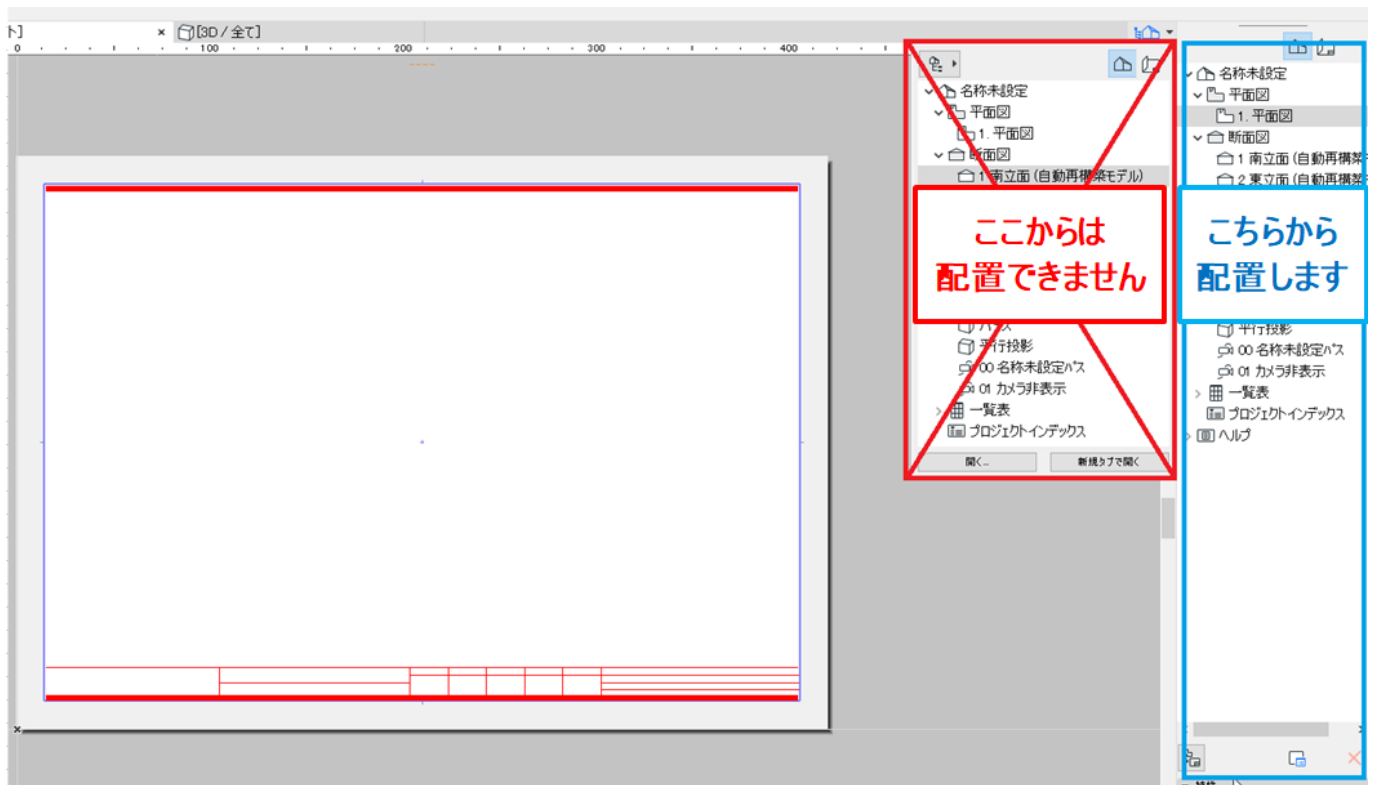 ト] × [3D / 全て]
0 100 200 300 400
名称未設定
平面図
1. 平面図
断面図
1 南立面 (自動再構築モデル)
ここからは
配置できません
平行投影
00 名称未設定パス
01 カメラ非表示
一覧表
プロジェクトインデックス
開く...
新規タブで開く
名称未設定
平面図
1. 平面図
断面図
1 南立面 (自動再構築
2 東立面 (自動再構築
こちらから
配置します
平行投影
00 名称未設定パス
01 カメラ非表示
一覧表
プロジェクトインデックス
ヘルプ